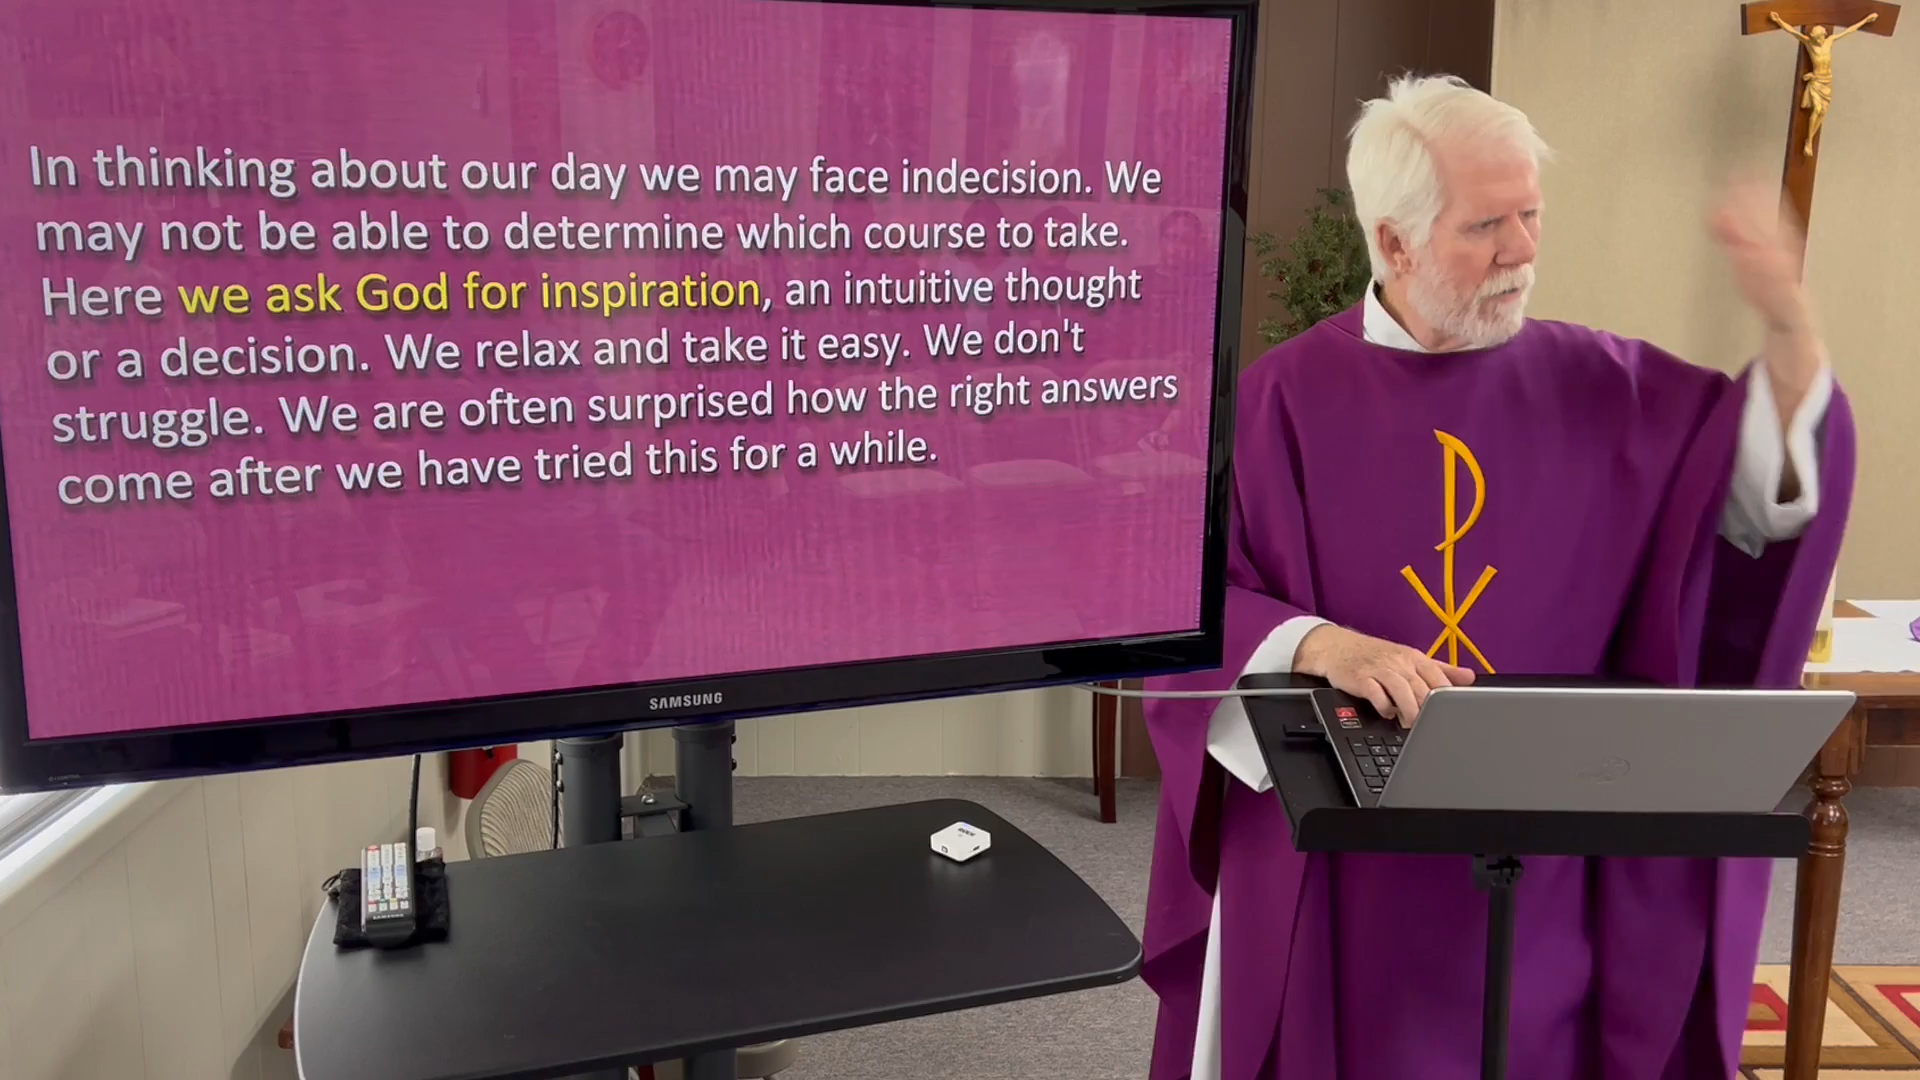 In thinking about our day we may face indecision. We
may not be able to determine which course to take.
Here we ask God for inspiration, an intuitive thought
or a decision. We relax and take it easy. We don't
struggle. We are often surprised how the right answers
come after we have tried this for a while.
SAMSUNG